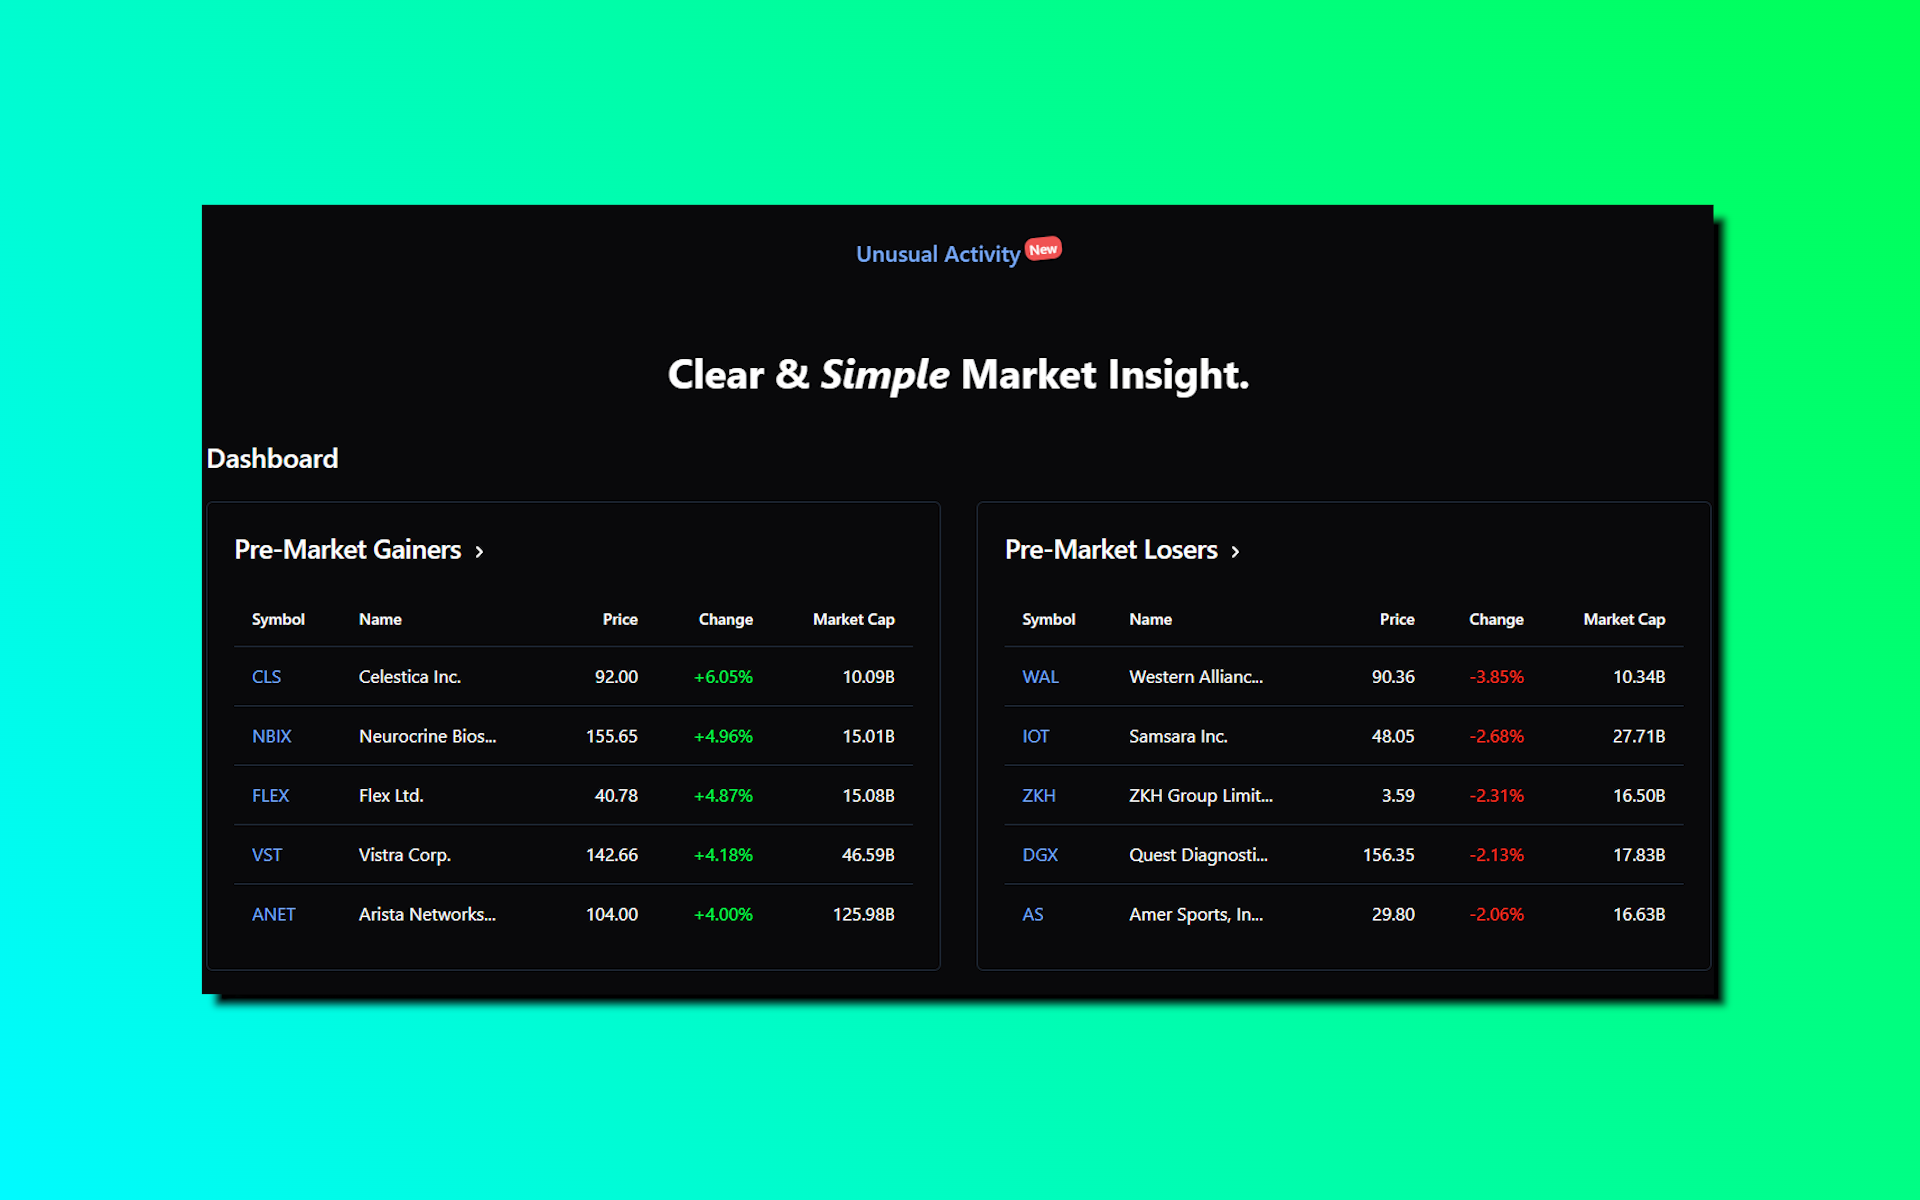 Unusual Activity New
Clear & Simple Market Insight.
Dashboard
Pre-Market Gainers
Symbol Name Price Change Market Cap
CLS Celestica Inc. 92.00 +6.05% 10.09B
NBIX Neurocrine Bios... 155.65 +4.96% 15.01B
FLEX Flex Ltd. 40.78 +4.87% 15.08B
VST Vistra Corp. 142.66 +4.18% 46.59B
ANET Arista Networks... 104.00 +4.00% 125.98B
Pre-Market Losers
Symbol Name Price Change Market Cap
WAL Western Allianc... 90.36 -3.85% 10.34B
IOT Samsara Inc. 48.05 -2.68% 27.71B
ZKH ZKH Group Limit... 3.59 -2.31% 16.50B
DGX Quest Diagnosti... 156.35 -2.13% 17.83B
AS Amer Sports, In... 29.80 -2.06% 16.63B